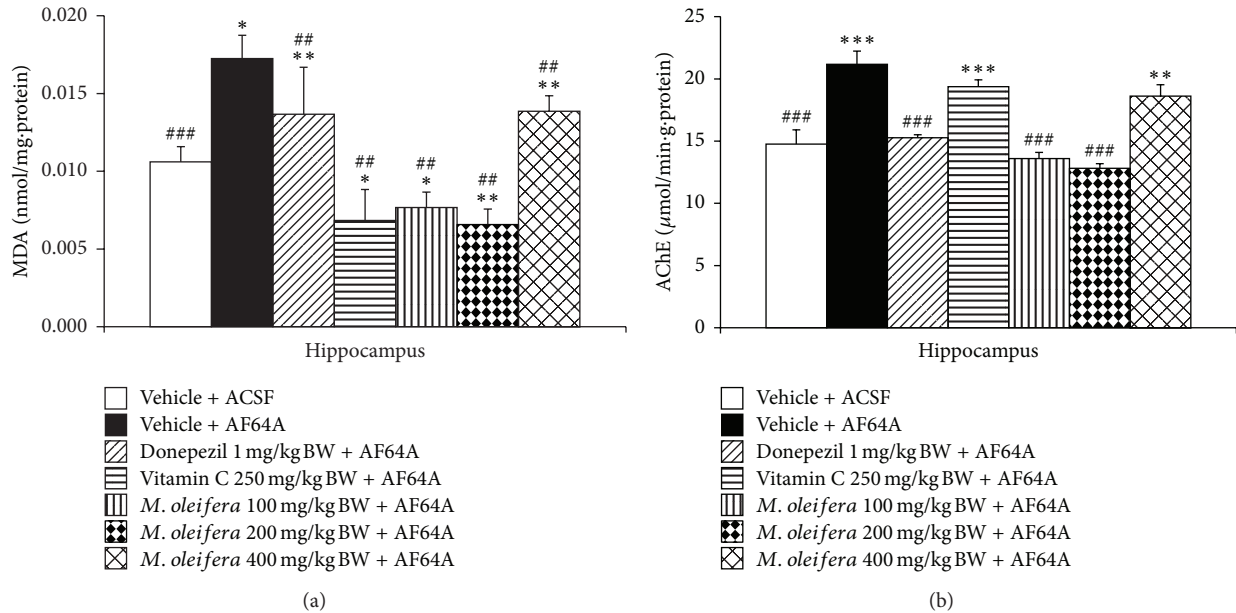 0.020
0.015
0.010
0.005
0.000
MDA (nmol/mg·protein)
###
*
##
**
##
*
##
*
##
**
##
**
Hippocampus
Vehicle + ACSF
Vehicle + AF64A
Donepezil 1 mg/kg BW + AF64A
Vitamin C 250 mg/kg BW + AF64A
M. oleifera 100 mg/kg BW + AF64A
M. oleifera 200 mg/kg BW + AF64A
M. oleifera 400 mg/kg BW + AF64A
(a)
25
20
15
10
5
0
AChE (μmol/min·g·protein)
###
***
###
***
###
###
**
Hippocampus
Vehicle + ACSF
Vehicle + AF64A
Donepezil 1 mg/kg BW + AF64A
Vitamin C 250 mg/kg BW + AF64A
M. oleifera 100 mg/kg BW + AF64A
M. oleifera 200 mg/kg BW + AF64A
M. oleifera 400 mg/kg BW + AF64A
(b)